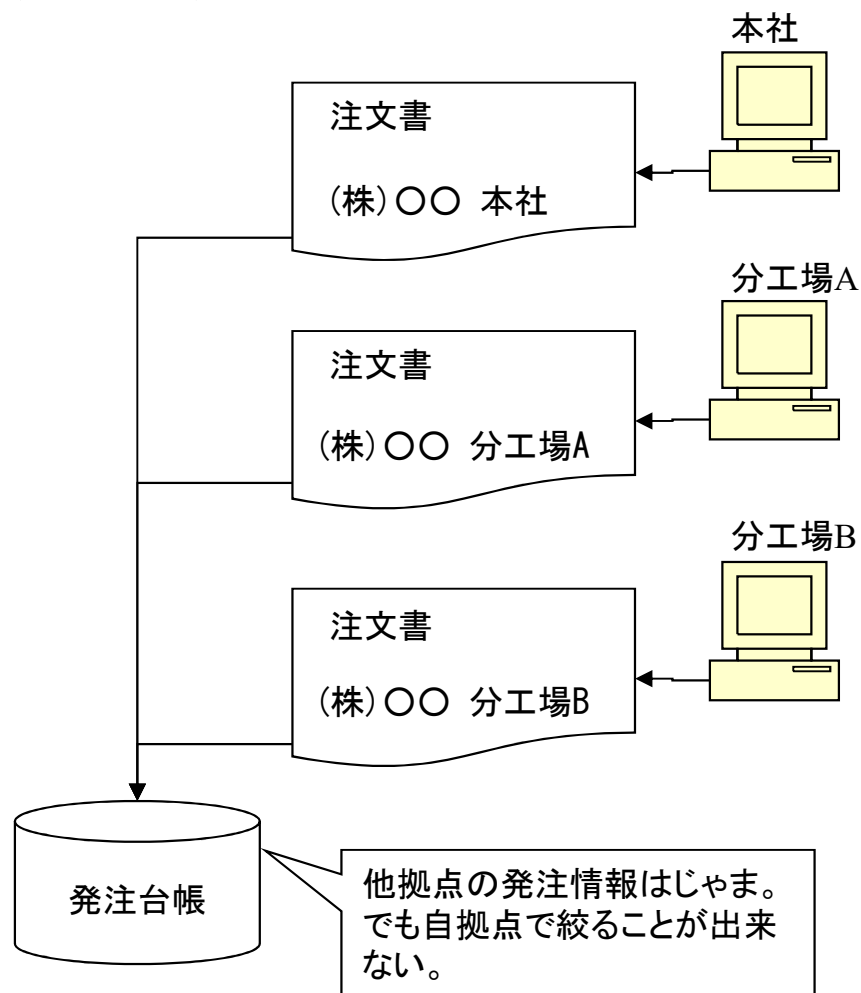 本社
注文書
(株)〇〇 本社
分工場A
注文書
(株)〇〇 分工場A
分工場B
注文書
(株)〇〇 分工場B
発注台帳
他拠点の発注情報はじゃま。
でも自拠点で絞ることが出来
ない。